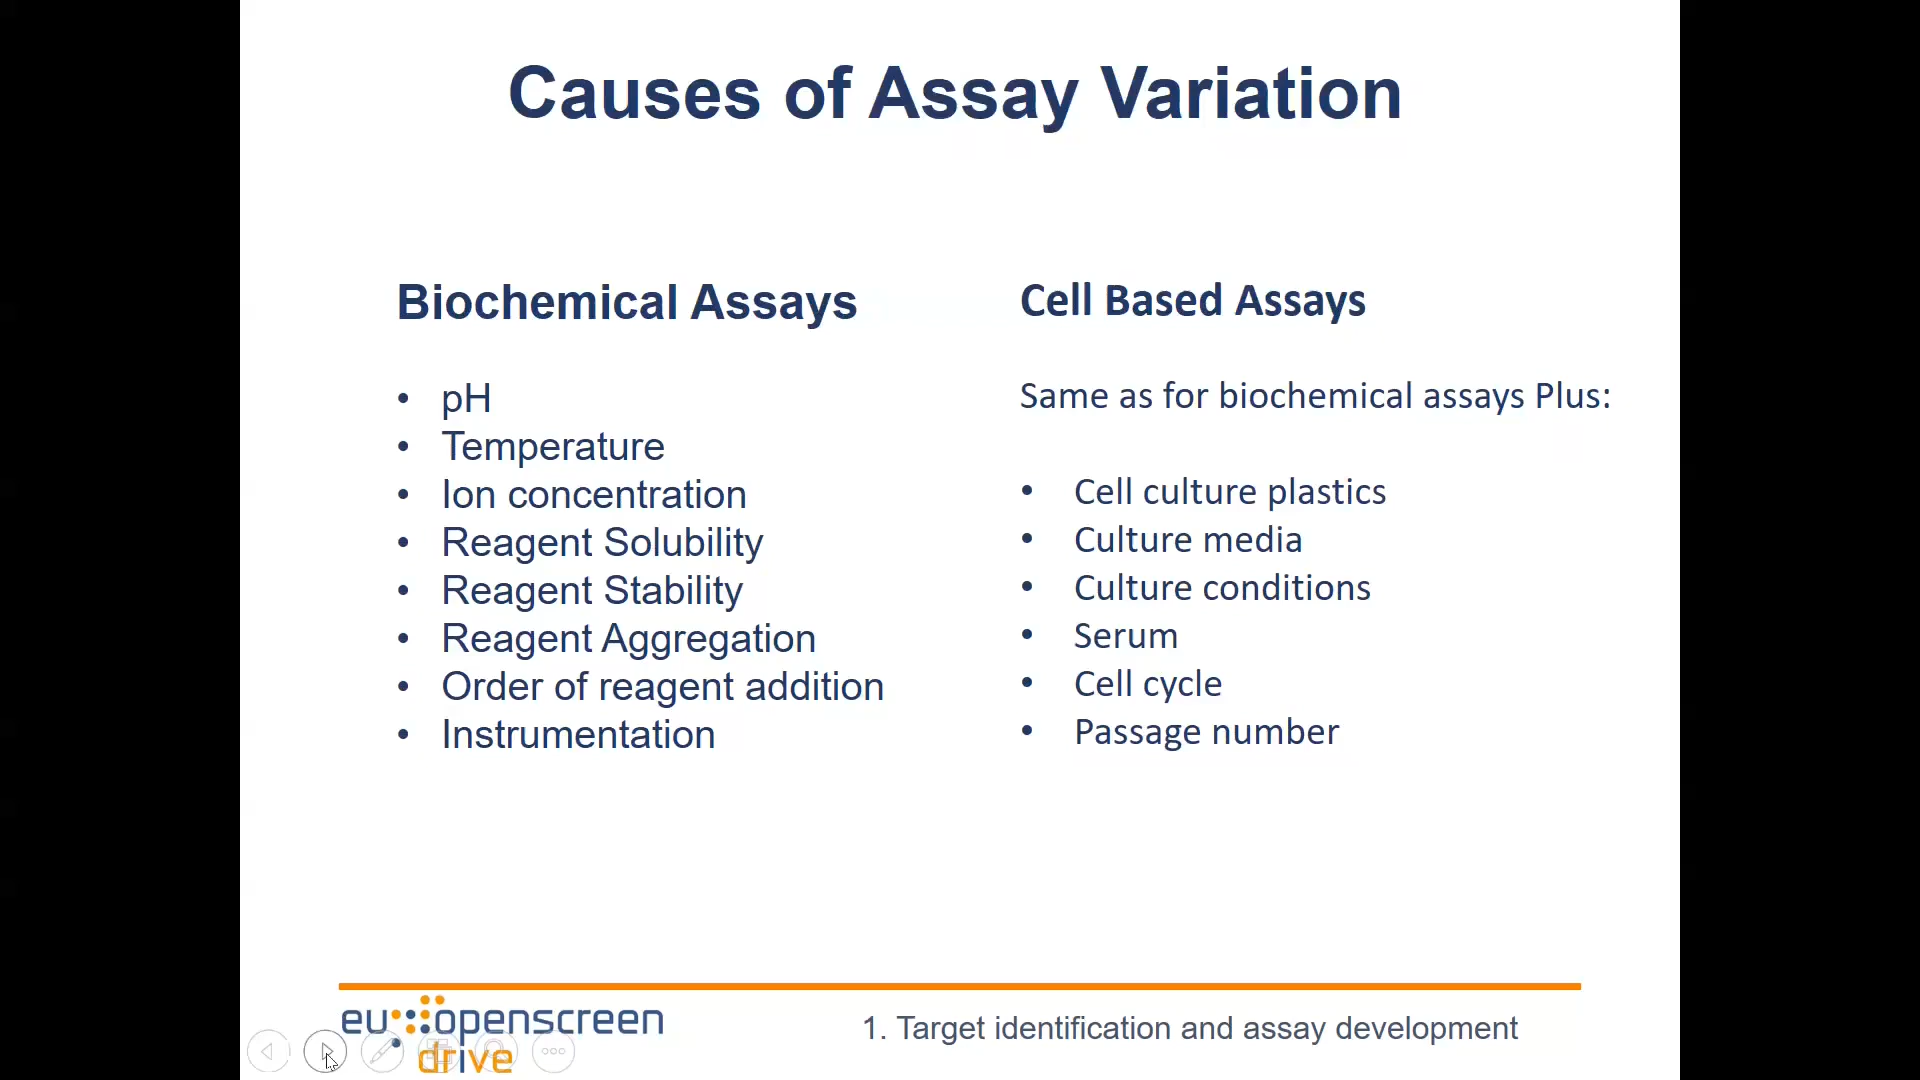 Causes of Assay Variation
Biochemical Assays
• pH
• Temperature
• Ion concentration
• Reagent Solubility
• Reagent Stability
• Reagent Aggregation
• Order of reagent addition
• Instrumentation
Cell Based Assays
Same as for biochemical assays Plus:
• Cell culture plastics
• Culture media
• Culture conditions
• Serum
• Cell cycle
• Passage number
eu openscreen
drive
1. Target identification and assay development